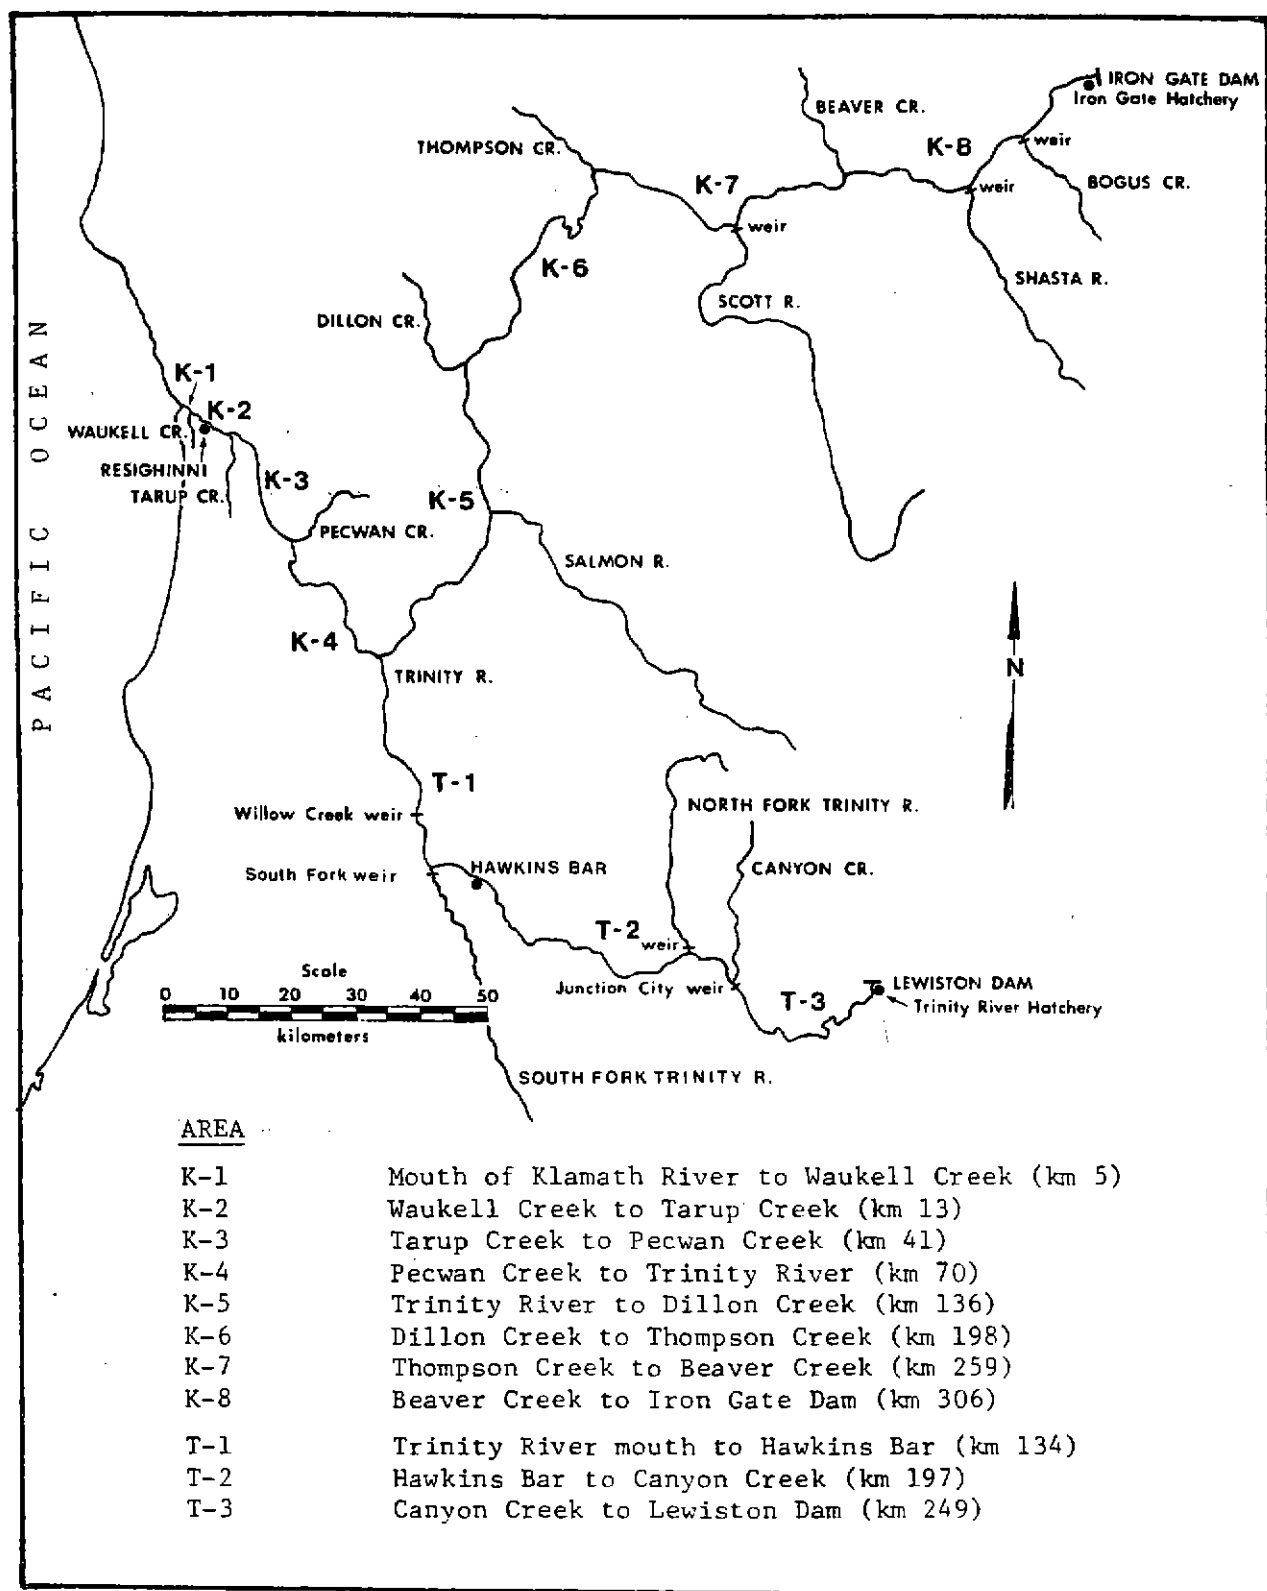 IRON GATE DAM
Iron Gate Hatchery
BEAVER CR.
THOMPSON CR.
K-8
weir
K-7
weir
BOGUS CR.
weir
K-6
SHASTA R.
SCOTT R.
DILLON CR.
PACIFIC OCEAN
K-1
K-2
WAUKELL CR.
RESIGHINNI
TARUP CR.
K-3
K-5
PECWAN CR.
SALMON R.
K-4
N
TRINITY R.
T-1
NORTH FORK TRINITY R.
Willow Creek weir
HAWKINS BAR
CANYON CR.
South Fork weir
T-2
weir
Scale
Junction City weir
T-3
LEWISTON DAM
Trinity River Hatchery
0 10 20 30 40 50
kilometers
SOUTH FORK TRINITY R.
AREA
K-1 Mouth of Klamath River to Waukell Creek (km 5)
K-2 Waukell Creek to Tarup Creek (km 13)
K-3 Tarup Creek to Pecwan Creek (km 41)
K-4 Pecwan Creek to Trinity River (km 70)
K-5 Trinity River to Dillon Creek (km 136)
K-6 Dillon Creek to Thompson Creek (km 198)
K-7 Thompson Creek to Beaver Creek (km 259)
K-8 Beaver Creek to Iron Gate Dam (km 306)
T-1 Trinity River mouth to Hawkins Bar (km 134)
T-2 Hawkins Bar to Canyon Creek (km 197)
T-3 Canyon Creek to Lewiston Dam (km 249)